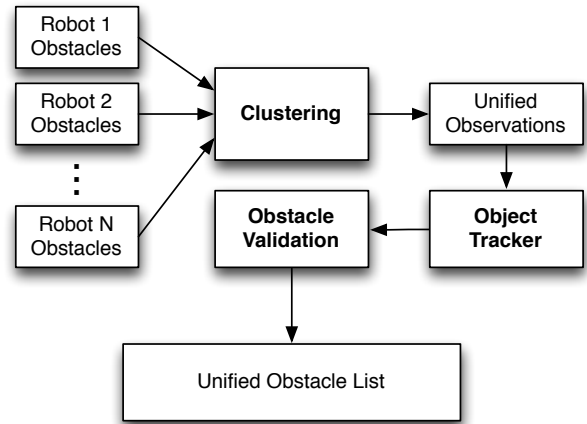 Robot 1
Obstacles
Robot 2
Obstacles
Robot N
Obstacles
Clustering
Unified
Observations
Obstacle
Validation
Object
Tracker
Unified Obstacle List